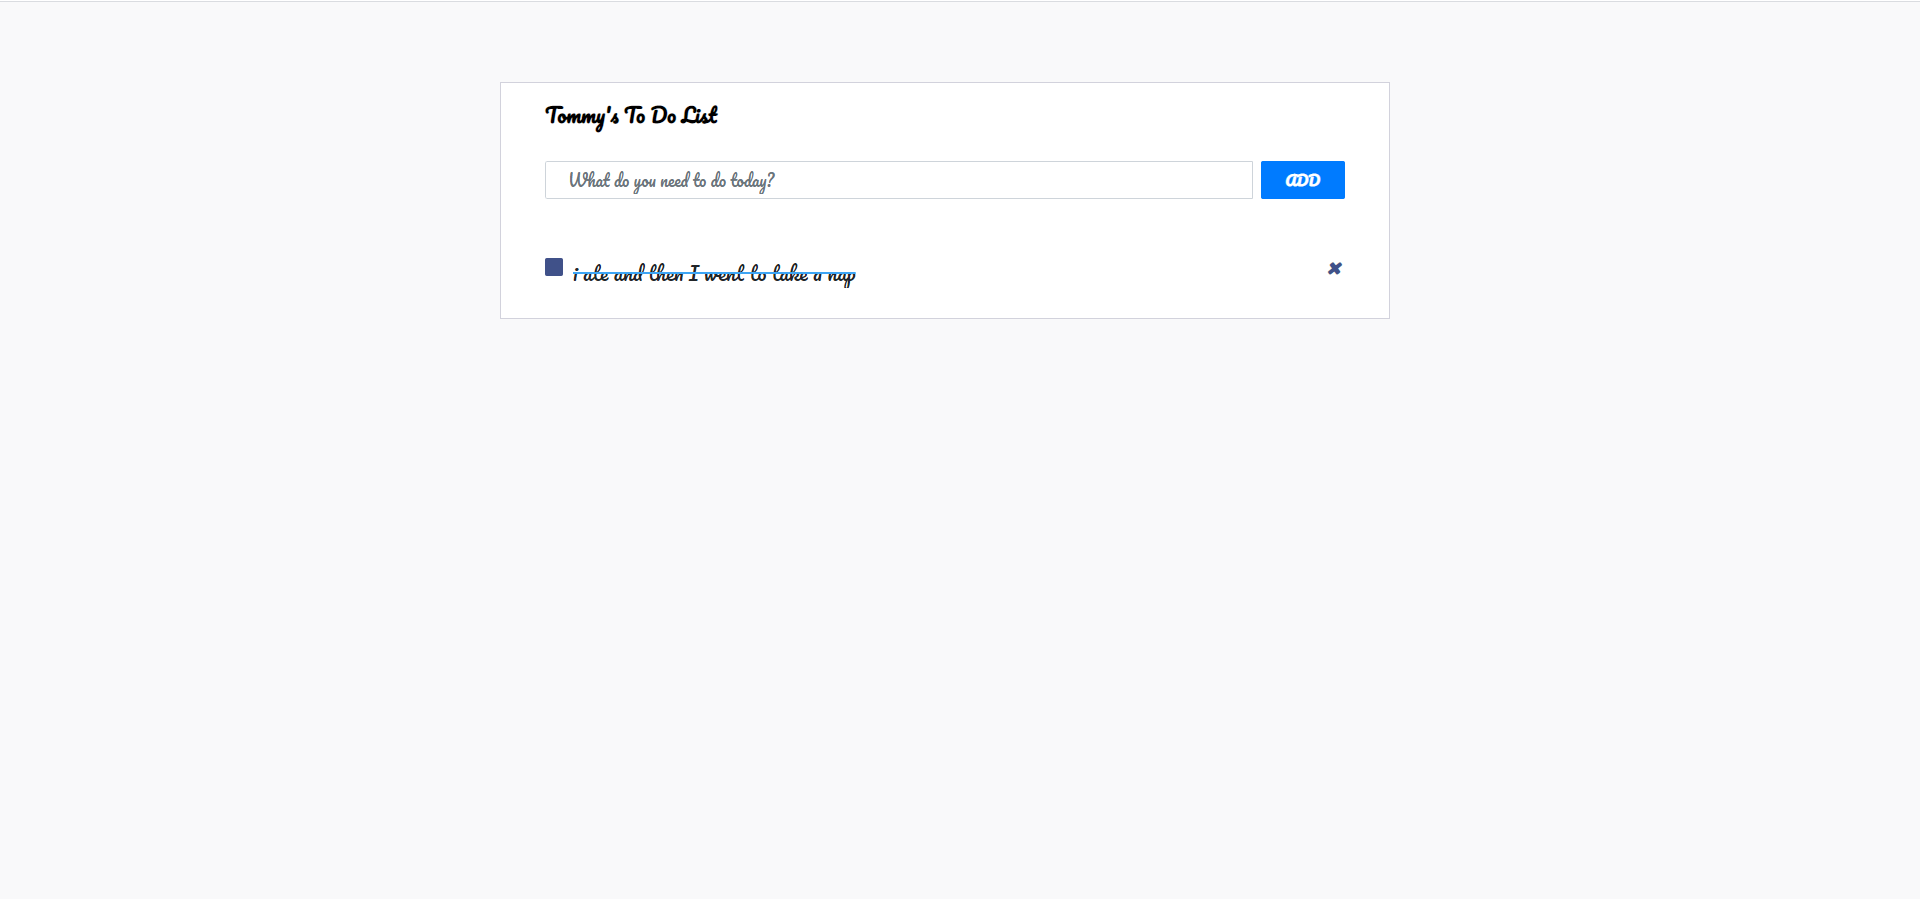 Tommy's To Do List
What do you need to do today?
ADD
i ate and then I went to take a nap